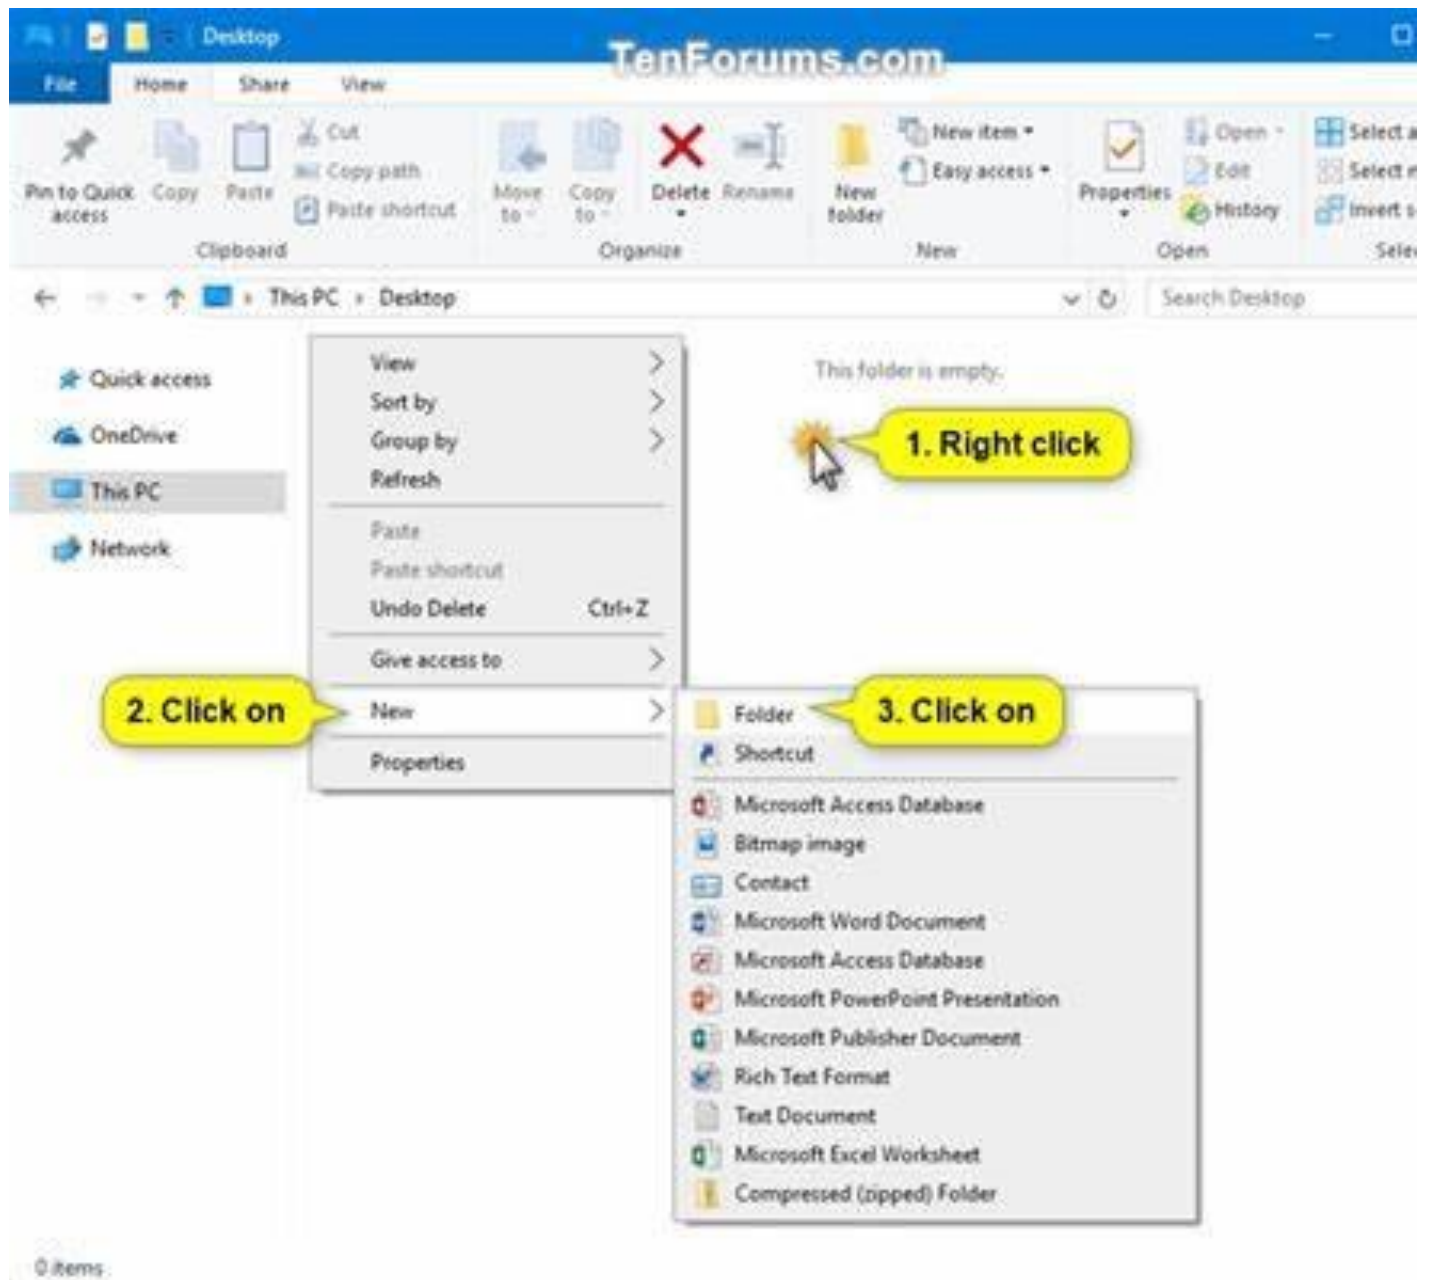 Desktop
TenForums.com
File Home Share View
Pin to Quick access
Copy
Paste
Cut
Copy path
Paste shortcut
Clipboard
Move to
Copy to
Delete
Rename
Organize
New folder
New item
Easy access
New
Properties
Open
Edit
History
Open
Select a
Select
Invert s
Sele
This PC Desktop
Search Desktop
Quick access
OneDrive
This PC
Network
View
Sort by
Group by
Refresh
Paste
Paste shortcut
Undo Delete Ctrl+Z
Give access to
New
Properties
This folder is empty.
1. Right click
2. Click on
3. Click on
Folder
Shortcut
Microsoft Access Database
Bitmap image
Contact
Microsoft Word Document
Microsoft Access Database
Microsoft PowerPoint Presentation
Microsoft Publisher Document
Rich Text Format
Text Document
Microsoft Excel Worksheet
Compressed (zipped) Folder
0 items